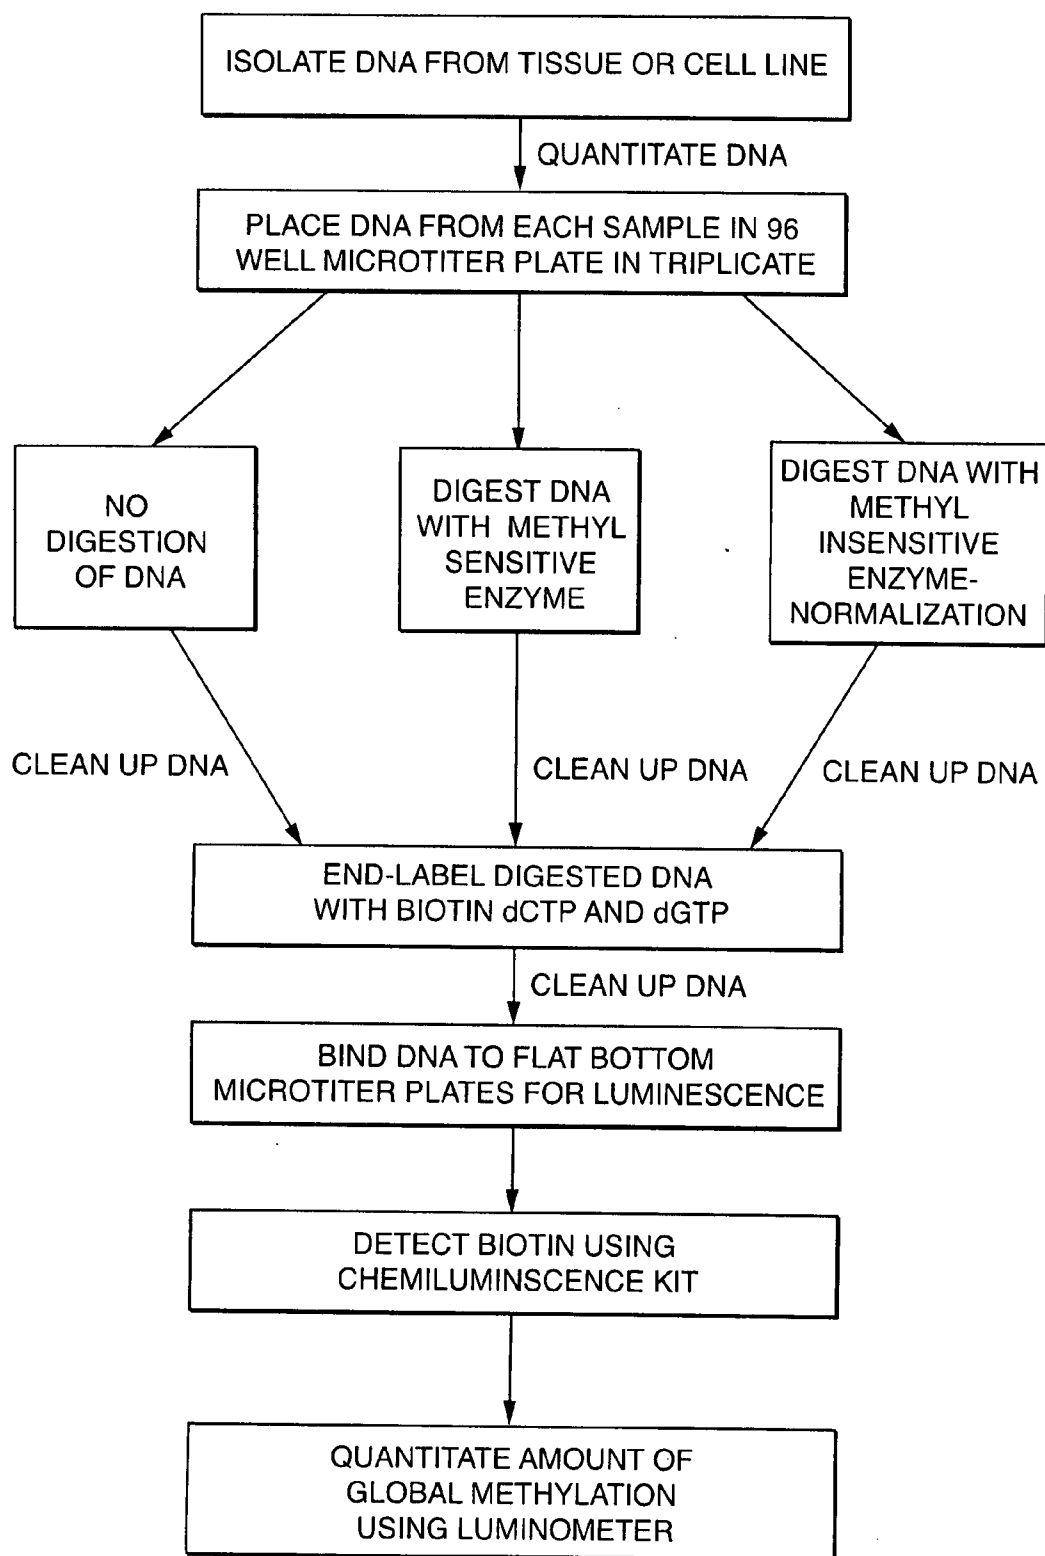 ISOLATE DNA FROM TISSUE OR CELL LINE
QUANTITATE DNA
PLACE DNA FROM EACH SAMPLE IN 96
WELL MICROTITER PLATE IN TRIPLICATE
NO
DIGESTION
OF DNA
DIGEST DNA
WITH METHYL
SENSITIVE
ENZYME
DIGEST DNA WITH
METHYL
INSENSITIVE
ENZYME-
NORMALIZATION
CLEAN UP DNA
CLEAN UP DNA
CLEAN UP DNA
END-LABEL DIGESTED DNA
WITH BIOTIN dCTP AND dGTP
CLEAN UP DNA
BIND DNA TO FLAT BOTTOM
MICROTITER PLATES FOR LUMINESCENCE
DETECT BIOTIN USING
CHEMILUMINSCENCE KIT
QUANTITATE AMOUNT OF
GLOBAL METHYLATION
USING LUMINOMETER